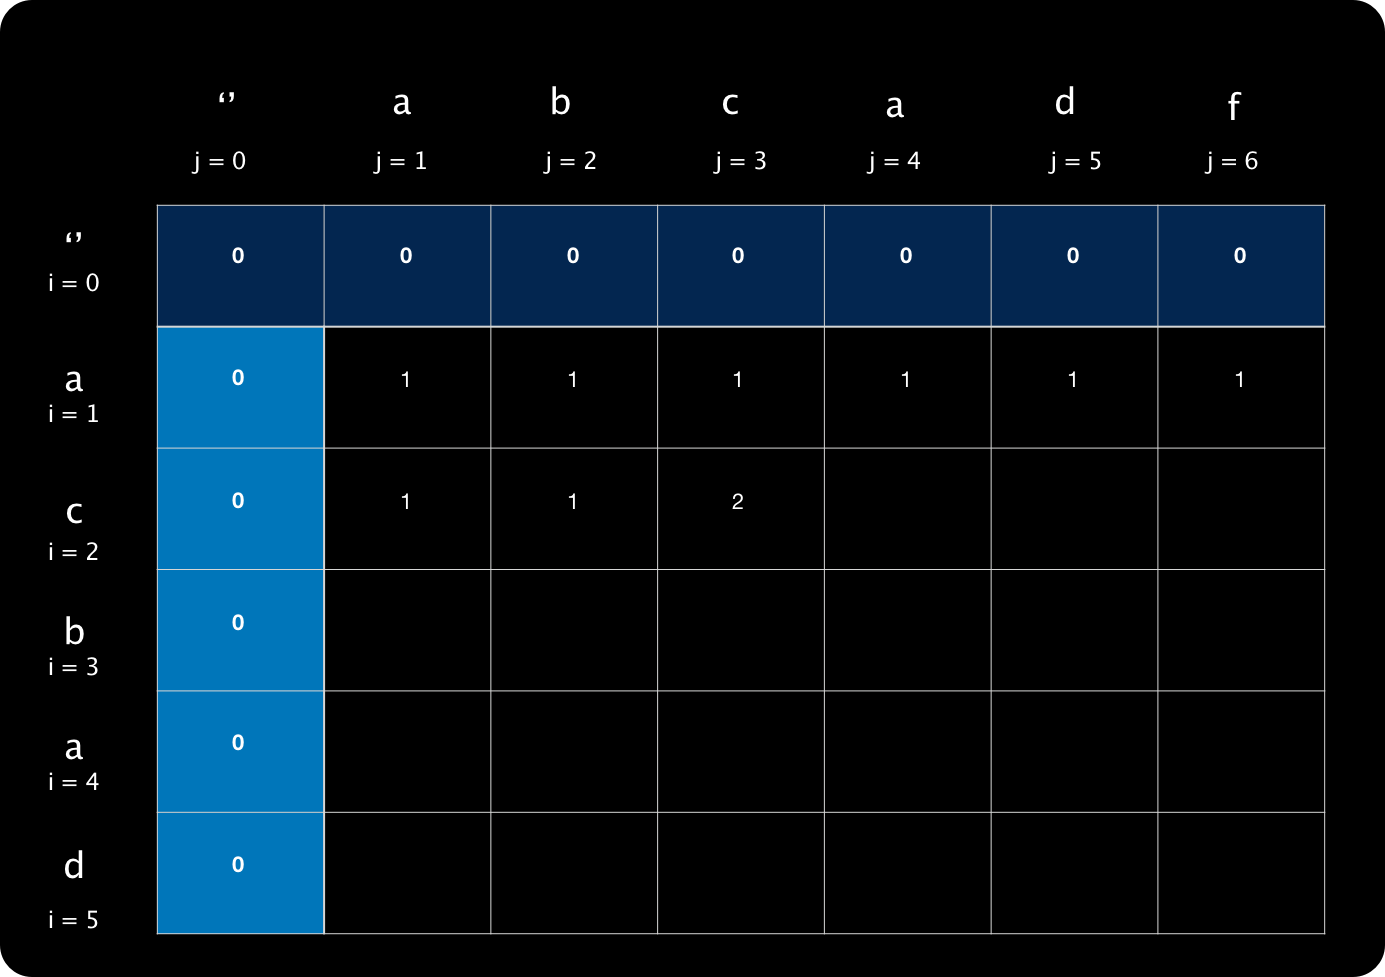 ‘’ a b c a d f
j = 0 j = 1 j = 2 j = 3 j = 4 j = 5 j = 6
‘’ 0 0 0 0 0 0 0
i = 0
a 0 1 1 1 1 1 1
i = 1
c 0 1 1 2
i = 2
b 0
i = 3
a 0
i = 4
d 0
i = 5